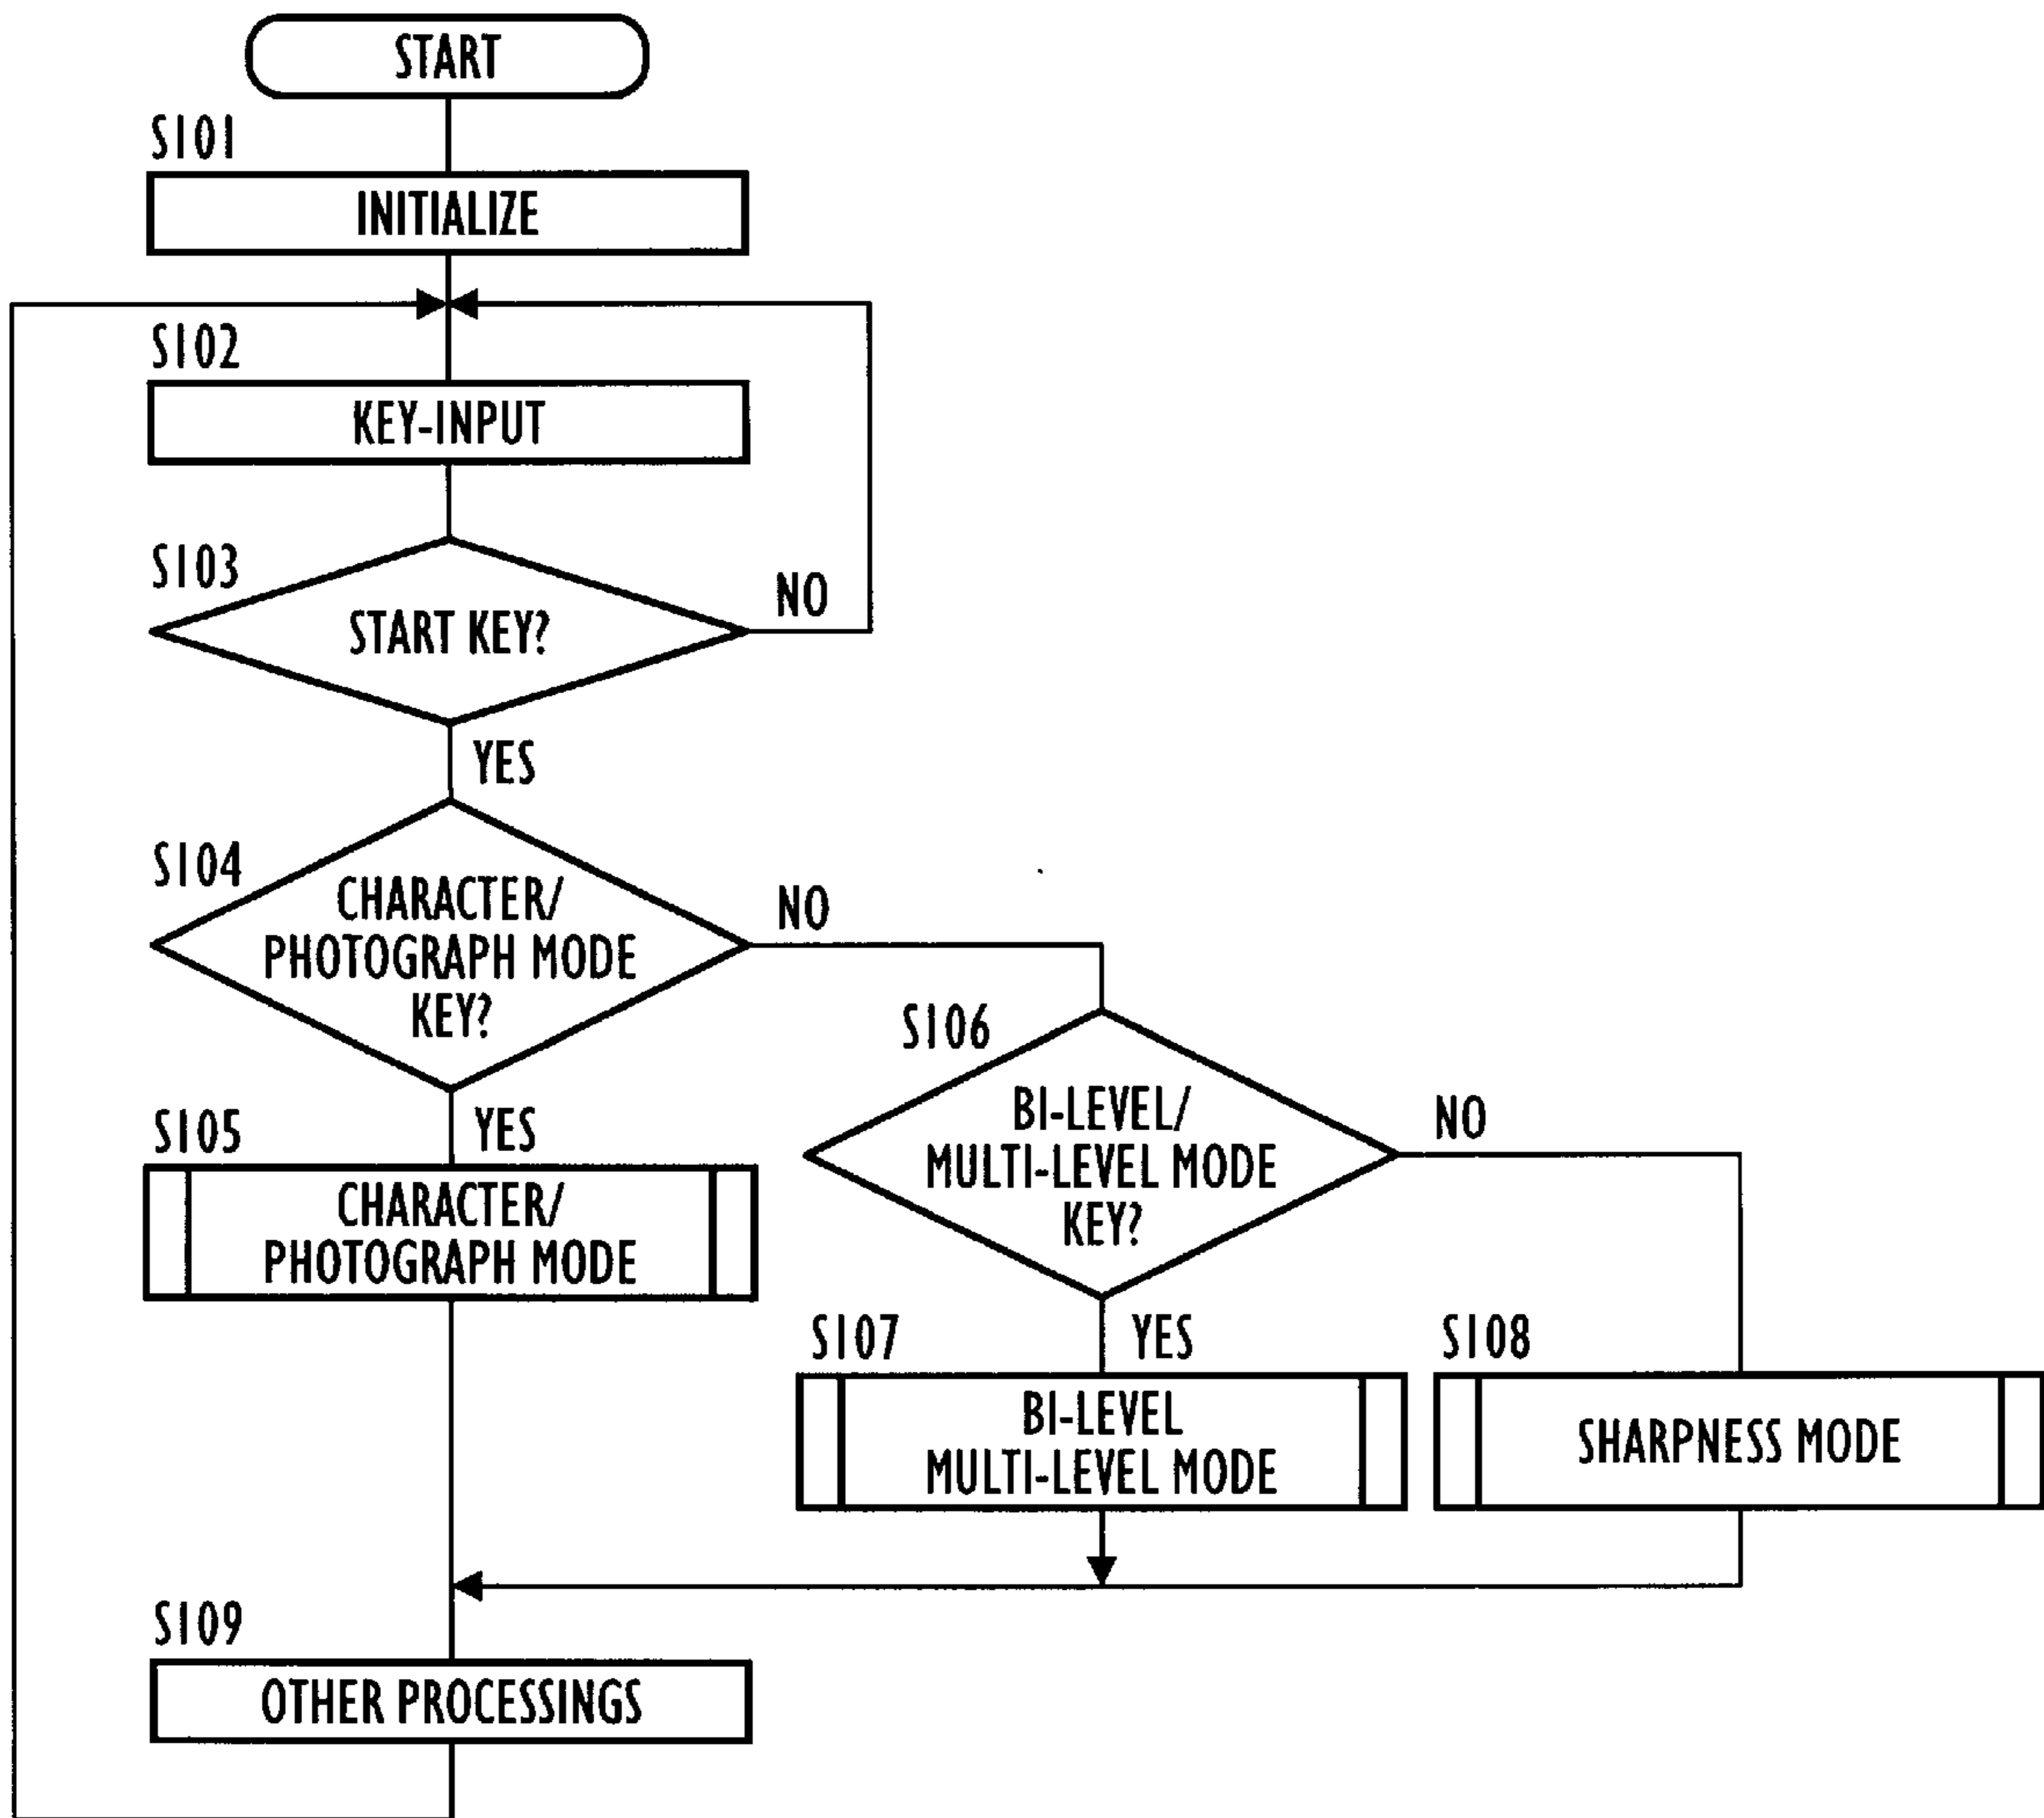 START
S101
INITIALIZE
S102
KEY-INPUT
S103
START KEY?
NO
YES
S104
CHARACTER/
PHOTOGRAPH MODE
KEY?
NO
S106
BI-LEVEL/
MULTI-LEVEL MODE
KEY?
NO
S105
YES
CHARACTER/
PHOTOGRAPH MODE
S107
YES
BI-LEVEL
MULTI-LEVEL MODE
S108
SHARPNESS MODE
S109
OTHER PROCESSINGS